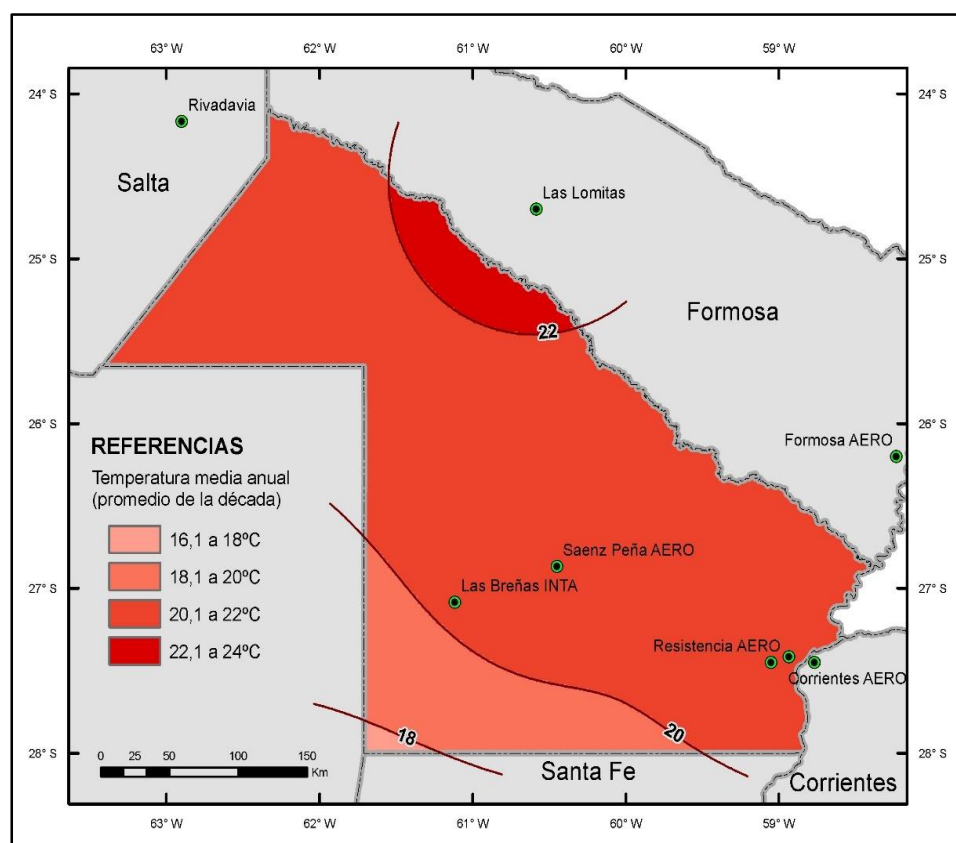 63° W 62° W 61° W 60° W 59° W
24° S 24° S
Rivadavia
Salta
Las Lomitas
25° S 25° S
Formosa
22
26° S 26° S
Formosa AERO
REFERENCIAS
Temperatura media anual
(promedio de la década)
16,1 a 18ºC
18,1 a 20ºC
20,1 a 22ºC
22,1 a 24ºC
Saenz Peña AERO
Las Breñas INTA
27° S 27° S
Resistencia AERO
Corrientes AERO
18
20
28° S 28° S
0 25 50 100 150
Km
Santa Fe
Corrientes
63° W 62° W 61° W 60° W 59° W